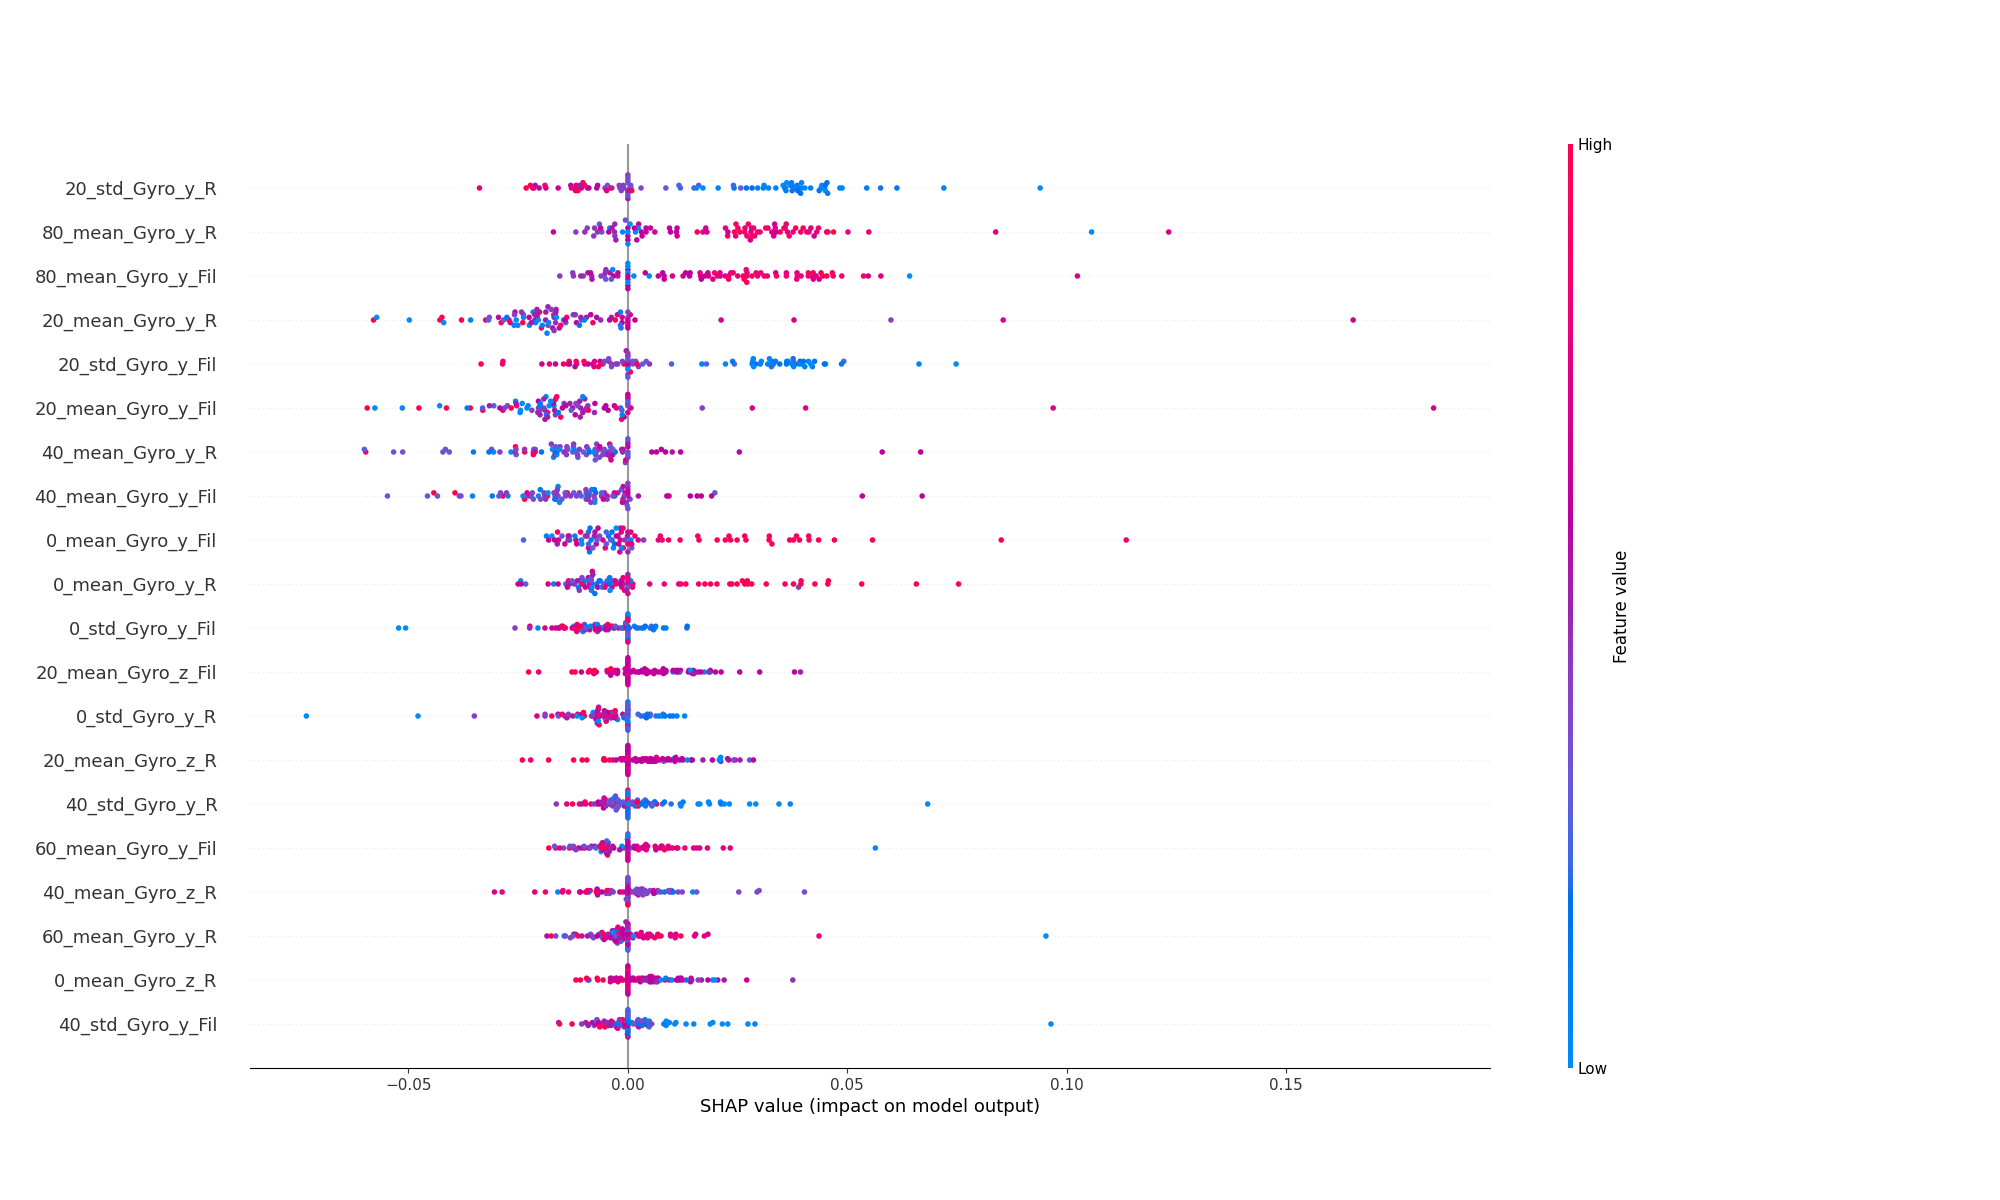 High
20_std_Gyro_y_R
80_mean_Gyro_y_R
80_mean_Gyro_y_Fil
20_mean_Gyro_y_R
20_std_Gyro_y_Fil
20_mean_Gyro_y_Fil
40_mean_Gyro_y_R
40_mean_Gyro_y_Fil
0_mean_Gyro_y_Fil
0_mean_Gyro_y_R
0_std_Gyro_y_Fil
20_mean_Gyro_z_Fil
0_std_Gyro_y_R
20_mean_Gyro_z_R
40_std_Gyro_y_R
60_mean_Gyro_y_Fil
40_mean_Gyro_z_R
60_mean_Gyro_y_R
0_mean_Gyro_z_R
40_std_Gyro_y_Fil
Feature value
Low
−0.05 0.00 0.05 0.10 0.15
SHAP value (impact on model output)